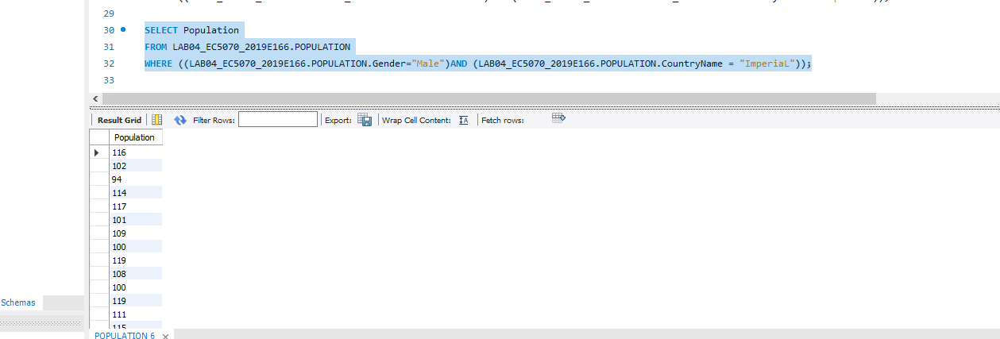 29
30 SELECT Population
31 FROM LAB04_EC5070_2019E166.POPULATION
32 WHERE ((LAB04_EC5070_2019E166.POPULATION.Gender="Male")AND (LAB04_EC5070_2019E166.POPULATION.CountryName = "ImperiaL"));
33
Result Grid Filter Rows: Export: Wrap Cell Content: Fetch rows:
Population
116
102
94
114
117
101
109
100
119
108
100
119
Schemas
111
115
POPULATION 6